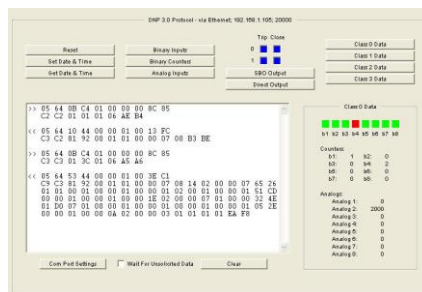 DNP 3.0 Protocol - via Ethernet; 192.168.1.105; 20000
Trip Close
0
1
Reset
Set Date & Time
Get Date & Time
Binary Inputs
Binary Counters
Analog Inputs
SBO Output
Direct Output
Class 0 Data
Class 1 Data
Class 2 Data
Class 3 Data
>> 05 64 0B C4 01 00 00 00 8C 85
C2 C2 01 01 01 06 AE B4
<< 05 64 10 44 00 00 01 00 13 FC
C3 C2 81 92 00 01 01 00 00 07 00 B3 BE
>> 05 64 0B C4 01 00 00 00 8C 85
C3 C3 01 3C 01 06 A5 A6
<< 05 64 53 44 00 00 01 00 3E C1
C9 C3 81 92 00 01 01 00 00 07 08 14 02 00 00 07 65 26
01 01 00 01 00 00 01 00 00 01 02 00 01 00 00 01 51 CD
00 00 01 00 00 01 00 00 1E 02 00 00 07 01 00 00 32 4E
01 D0 07 01 00 00 01 00 00 01 00 00 01 00 00 01 05 2E
00 00 01 00 00 0A 02 00 00 03 01 01 01 01 EA F8
Class 0 Data
b1 b2 b3 b4 b5 b6 b7 b8
Counters:
b1: 1 b2: 0
b3: 0 b4: 2
b5: 0 b6: 0
b7: 0 b8: 0
Analogs:
Analog 1: 0
Analog 2: 2000
Analog 3: 0
Analog 4: 0
Analog 5: 0
Analog 6: 0
Analog 7: 0
Analog 8: 0
Com Port Settings
Wait For Unsolicited Data
Clear